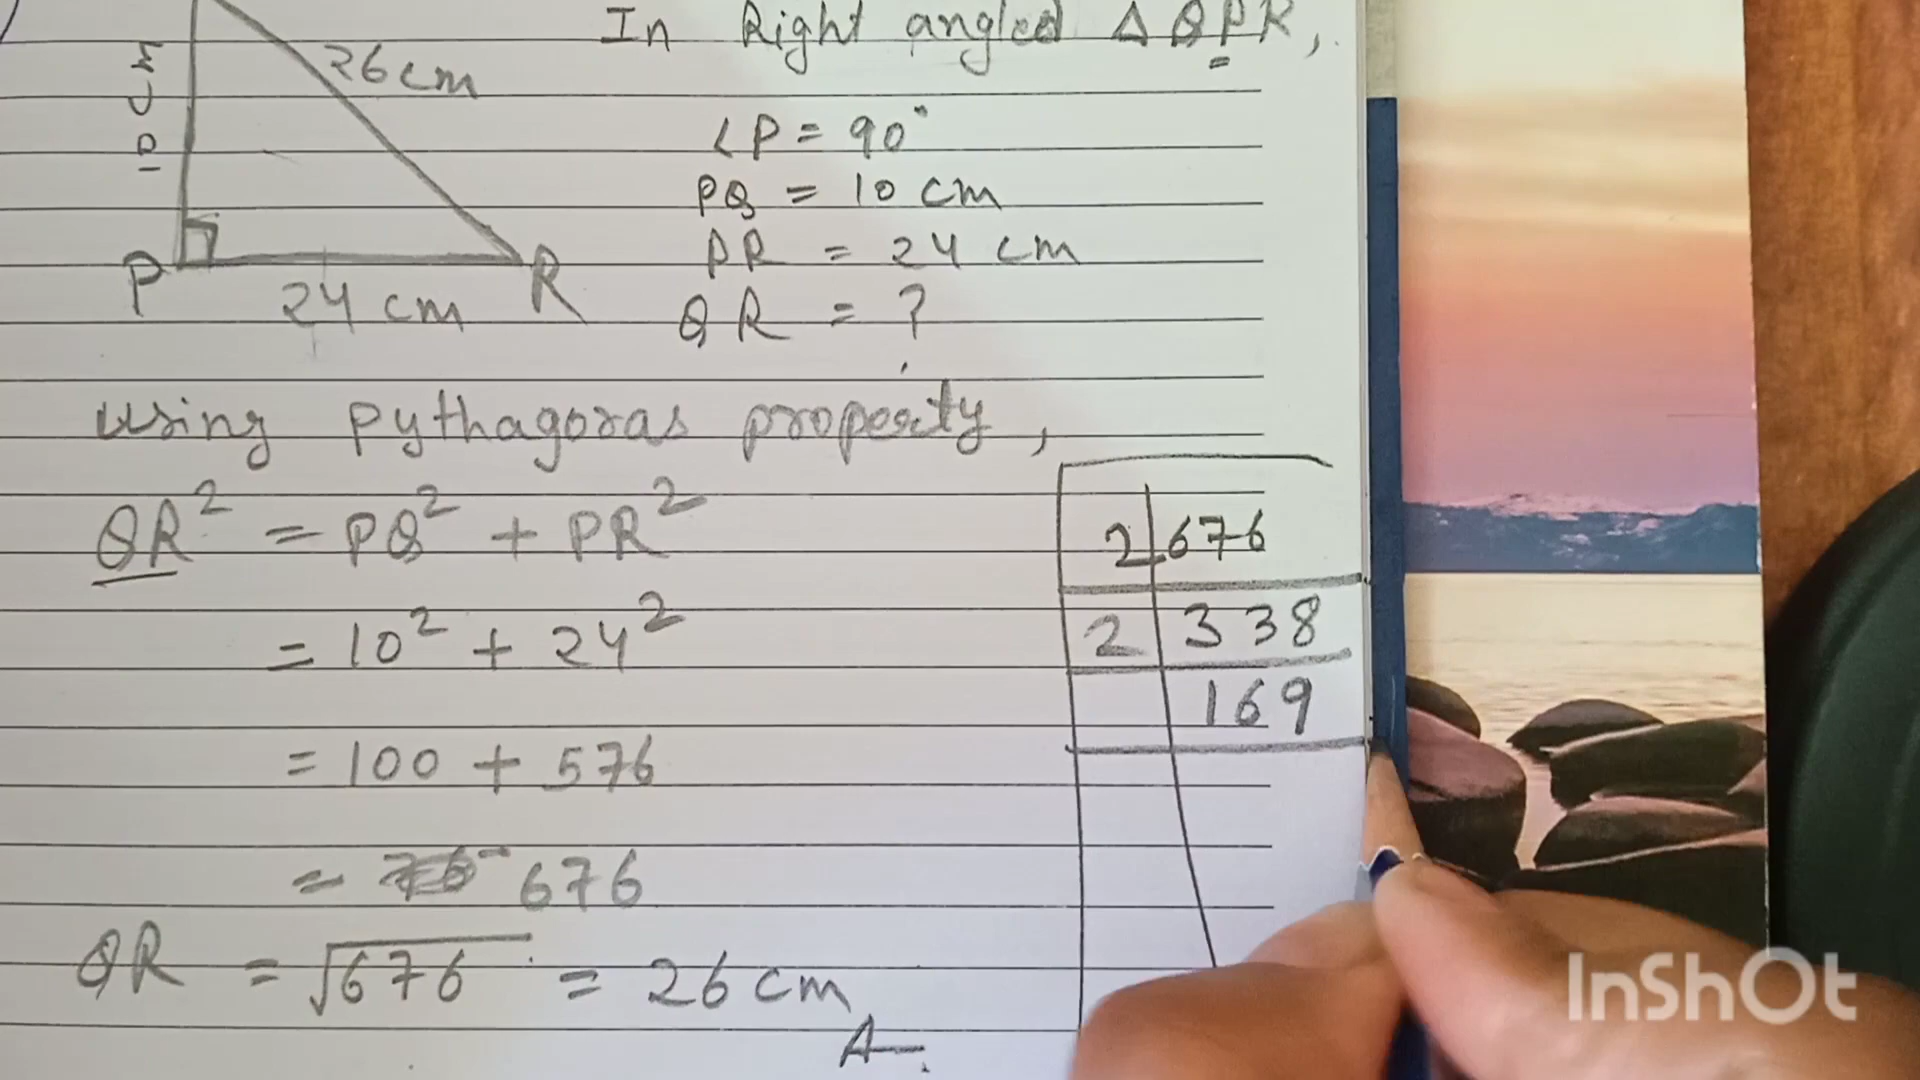 In Right angled △ QPR,
10 cm
26 cm
∠P = 90°
PQ = 10 cm
PR = 24 cm
P
R
24 cm
QR = ?
using pythagoras property,
QR² = PQ² + PR²
= 10² + 24²
= 100 + 576
= 676
QR = √676 = 26 cm
A
2 676
2 338
169
InShOt